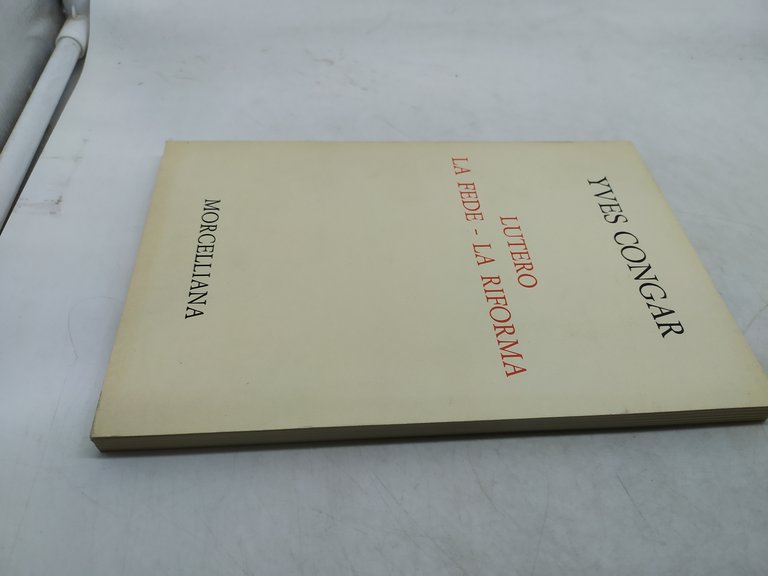 YVES CONGAR
LUTERO
LA FEDE - LA RIFORMA
MORCELLIANA